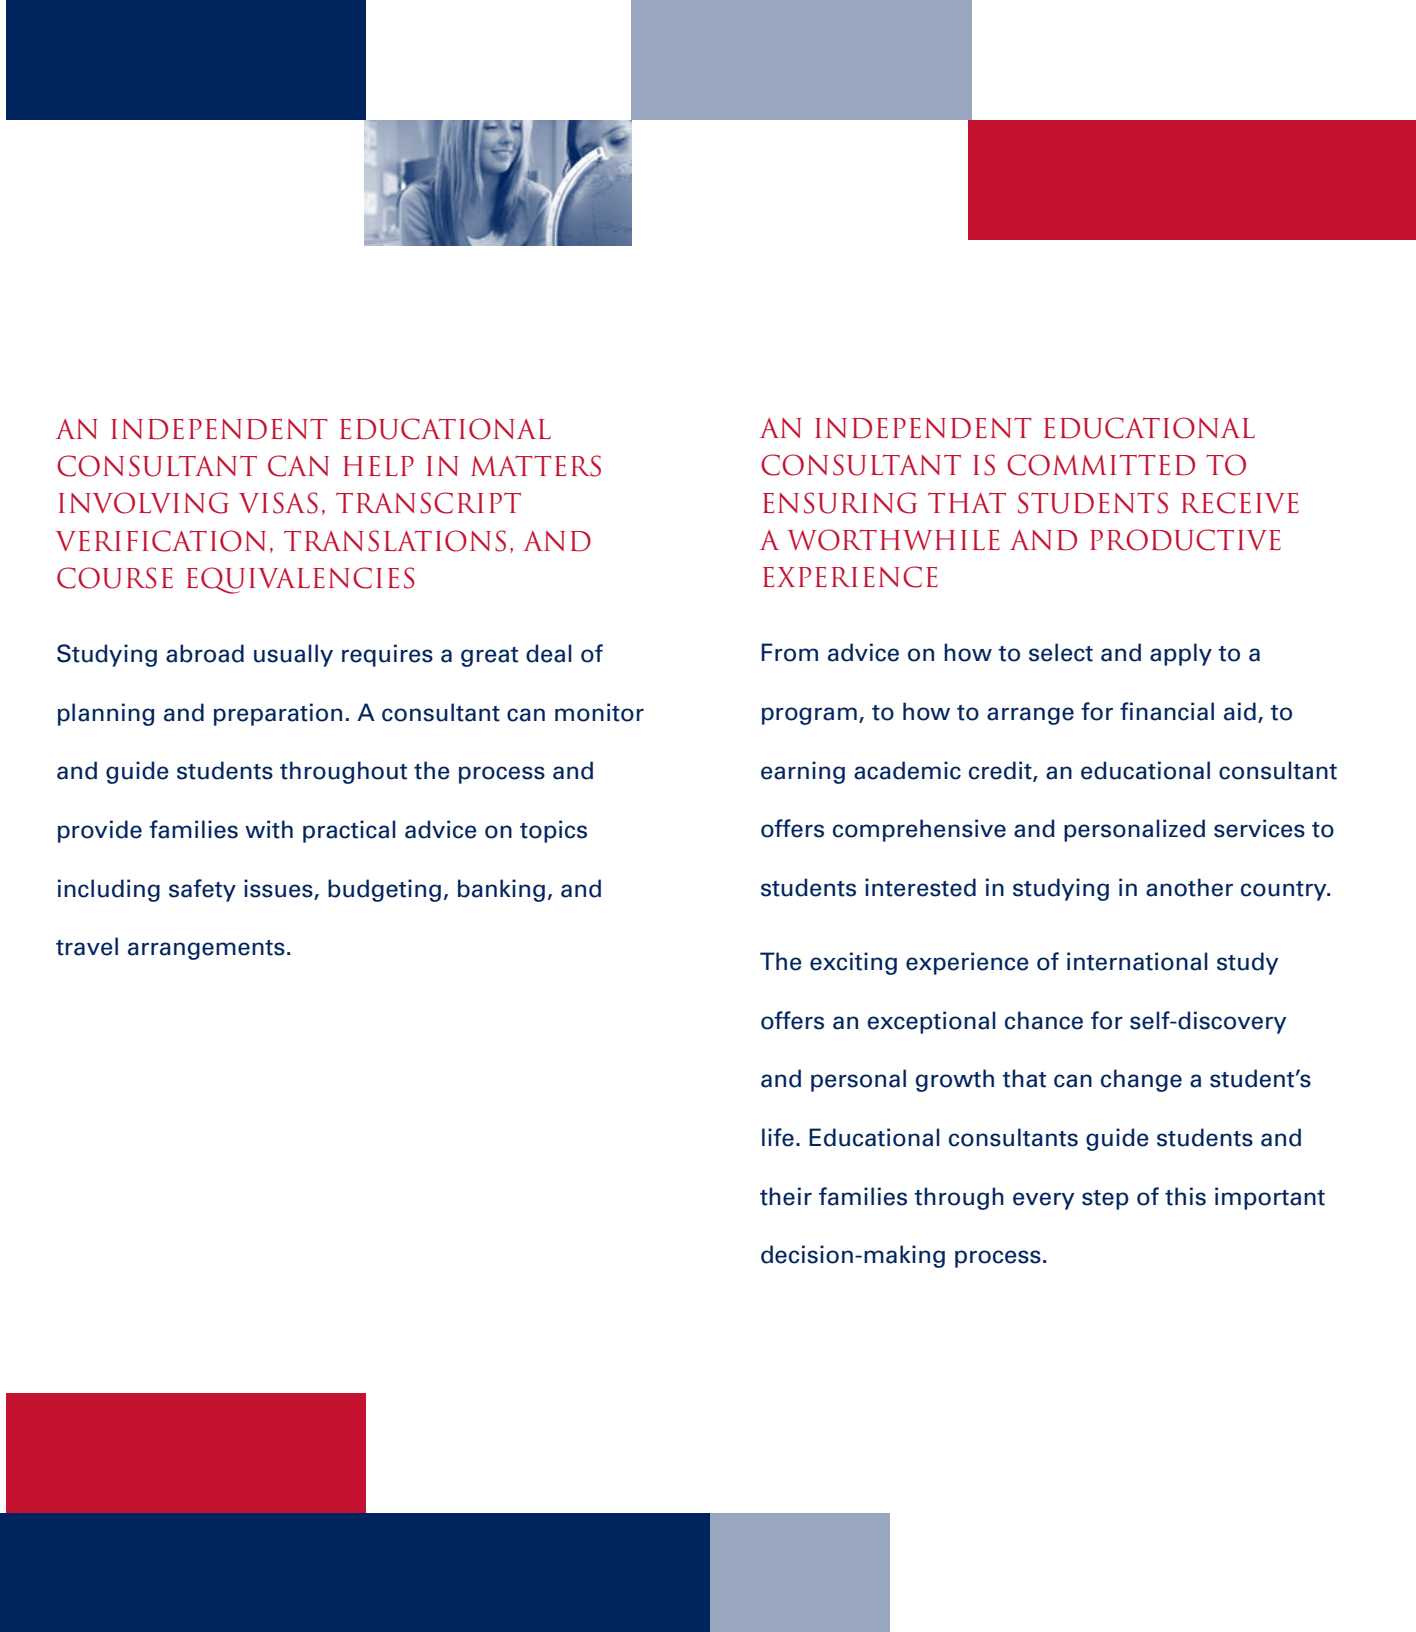 AN INDEPENDENT EDUCATIONAL
CONSULTANT CAN HELP IN MATTERS
INVOLVING VISAS, TRANSCRIPT
VERIFICATION, TRANSLATIONS, AND
COURSE EQUIVALENCIES
Studying abroad usually requires a great deal of
planning and preparation. A consultant can monitor
and guide students throughout the process and
provide families with practical advice on topics
including safety issues, budgeting, banking, and
travel arrangements.
AN INDEPENDENT EDUCATIONAL
CONSULTANT IS COMMITTED TO
ENSURING THAT STUDENTS RECEIVE
A WORTHWHILE AND PRODUCTIVE
EXPERIENCE
From advice on how to select and apply to a
program, to how to arrange for financial aid, to
earning academic credit, an educational consultant
offers comprehensive and personalized services to
students interested in studying in another country.
The exciting experience of international study
offers an exceptional chance for self-discovery
and personal growth that can change a student’s
life. Educational consultants guide students and
their families through every step of this important
decision-making process.